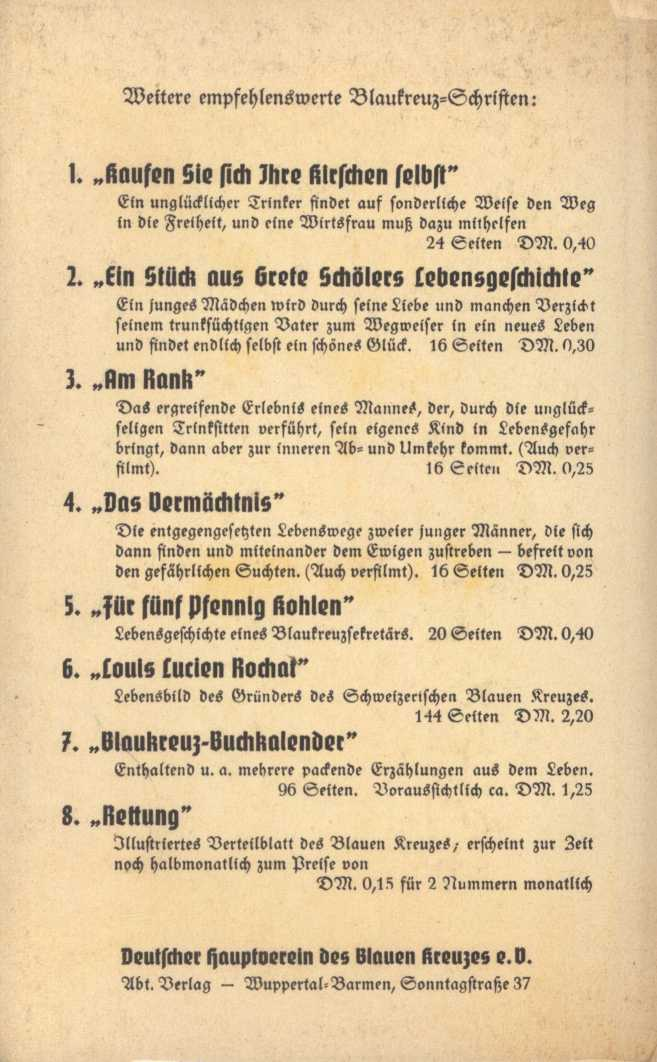 Weitere empfehlenswerte Blaukreuz-Schriften:
1. „Kaufen Sie sich Ihre Kirschen selbst”
Ein unglücklicher Trinker findet auf sonderliche Weise den Weg
in die Freiheit, und eine Wirtsfrau muß dazu mithelfen
24 Seiten DM. 0,40
2. „Ein Stück aus Grete Schölers Lebensgeschichte”
Ein junges Mädchen wird durch seine Liebe und manchen Verzicht
seinem trunksüchtigen Vater zum Wegweiser in ein neues Leben
und findet endlich selbst ein schönes Glück. 16 Seiten DM. 0,30
3. „Am Rank”
Das ergreifende Erlebnis eines Mannes, der, durch die unglück-
seligen Trinksitten verführt, sein eigenes Kind in Lebensgefahr
bringt, dann aber zur inneren Ab- und Umkehr kommt. (Auch ver-
filmt). 16 Seiten DM. 0,25
4. „Das Vermächtnis”
Die entgegengesetzten Lebenswege zweier junger Männer, die sich
dann finden und miteinander dem Ewigen zustreben — befreit von
den gefährlichen Suchten. (Auch verfilmt). 16 Seiten DM. 0,25
5. „Für fünf Pfennig Kohlen”
Lebensgeschichte eines Blaukreuzsekretärs. 20 Seiten DM. 0,40
6. „Louis Lucien Rochat”
Lebensbild des Gründers des Schweizerischen Blauen Kreuzes.
144 Seiten DM. 2,20
7. „Blaukreuz-Buchkalender”
Enthaltend u. a. mehrere packende Erzählungen aus dem Leben.
96 Seiten. Voraussichtlich ca. DM. 1,25
8. „Rettung”
Illustriertes Verteilblatt des Blauen Kreuzes; erscheint zur Zeit
noch halbmonatlich zum Preise von
DM. 0,15 für 2 Nummern monatlich
Deutscher Hauptverein des Blauen Kreuzes e. V.
Abt. Verlag — Wuppertal-Barmen, Sonntagstraße 37